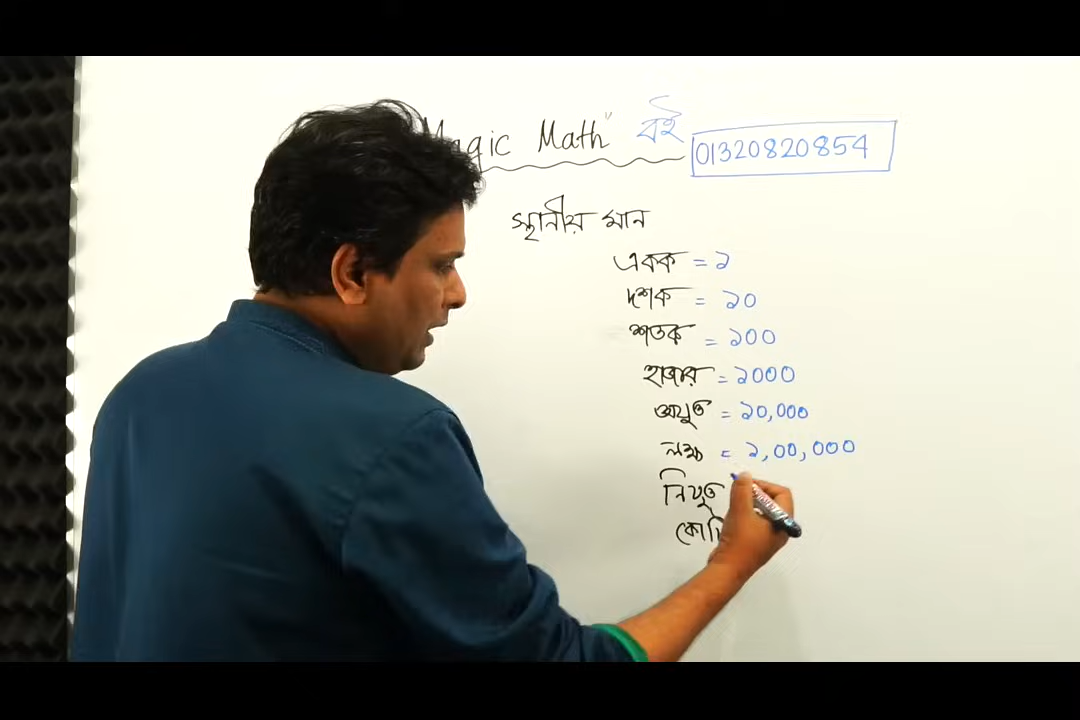 Magic Math" বই 01320820854
স্থানীয় মান
একক = ১
দশক = ১০
শতক = ১০০
হাজার = ১০০০
অযুত = ১০,০০০
লক্ষ = ১,০০,০০০
নিযুত